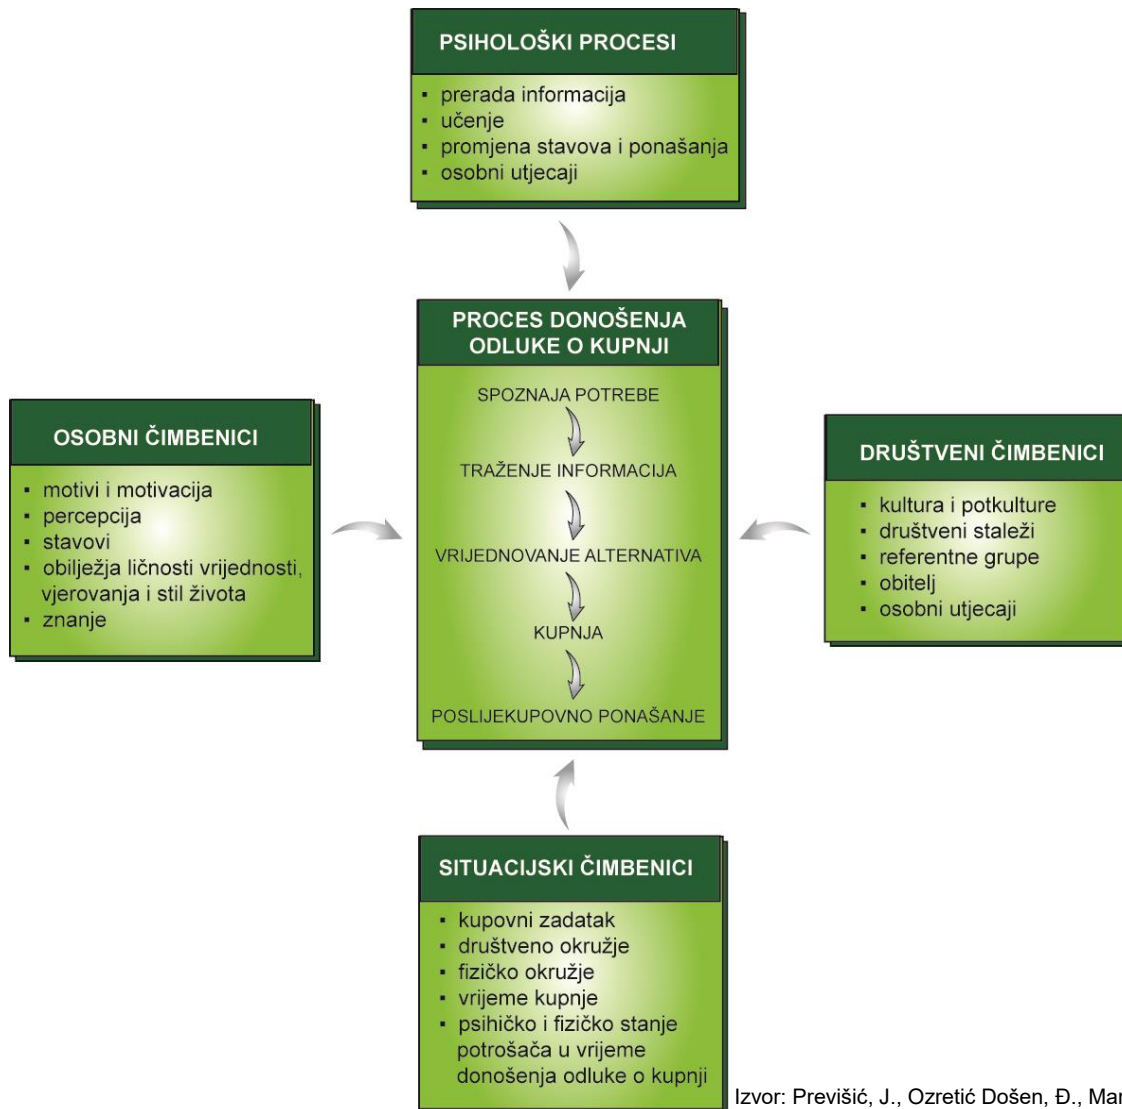 PSIHOLOŠKI PROCESI
▪ prerada informacija
▪ učenje
▪ promjena stavova i ponašanja
▪ osobni utjecaji
PROCES DONOŠENJA
ODLUKE O KUPNJI
SPOZNAJA POTREBE
TRAŽENJE INFORMACIJA
VRIJEDNOVANJE ALTERNATIVA
KUPNJA
POSLIJEKUPOVNO PONAŠANJE
OSOBNI ČIMBENICI
▪ motivi i motivacija
▪ percepcija
▪ stavovi
▪ obilježja ličnosti vrijednosti,
vjerovanja i stil života
▪ znanje
DRUŠTVENI ČIMBENICI
▪ kultura i potkulture
▪ društveni staleži
▪ referentne grupe
▪ obitelj
▪ osobni utjecaji
SITUACIJSKI ČIMBENICI
▪ kupovni zadatak
▪ društveno okružje
▪ fizičko okružje
▪ vrijeme kupnje
▪ psihičko i fizičko stanje
potrošača u vrijeme
donošenja odluke o kupnji
Izvor: Previšić, J., Ozretić Došen, Đ.,